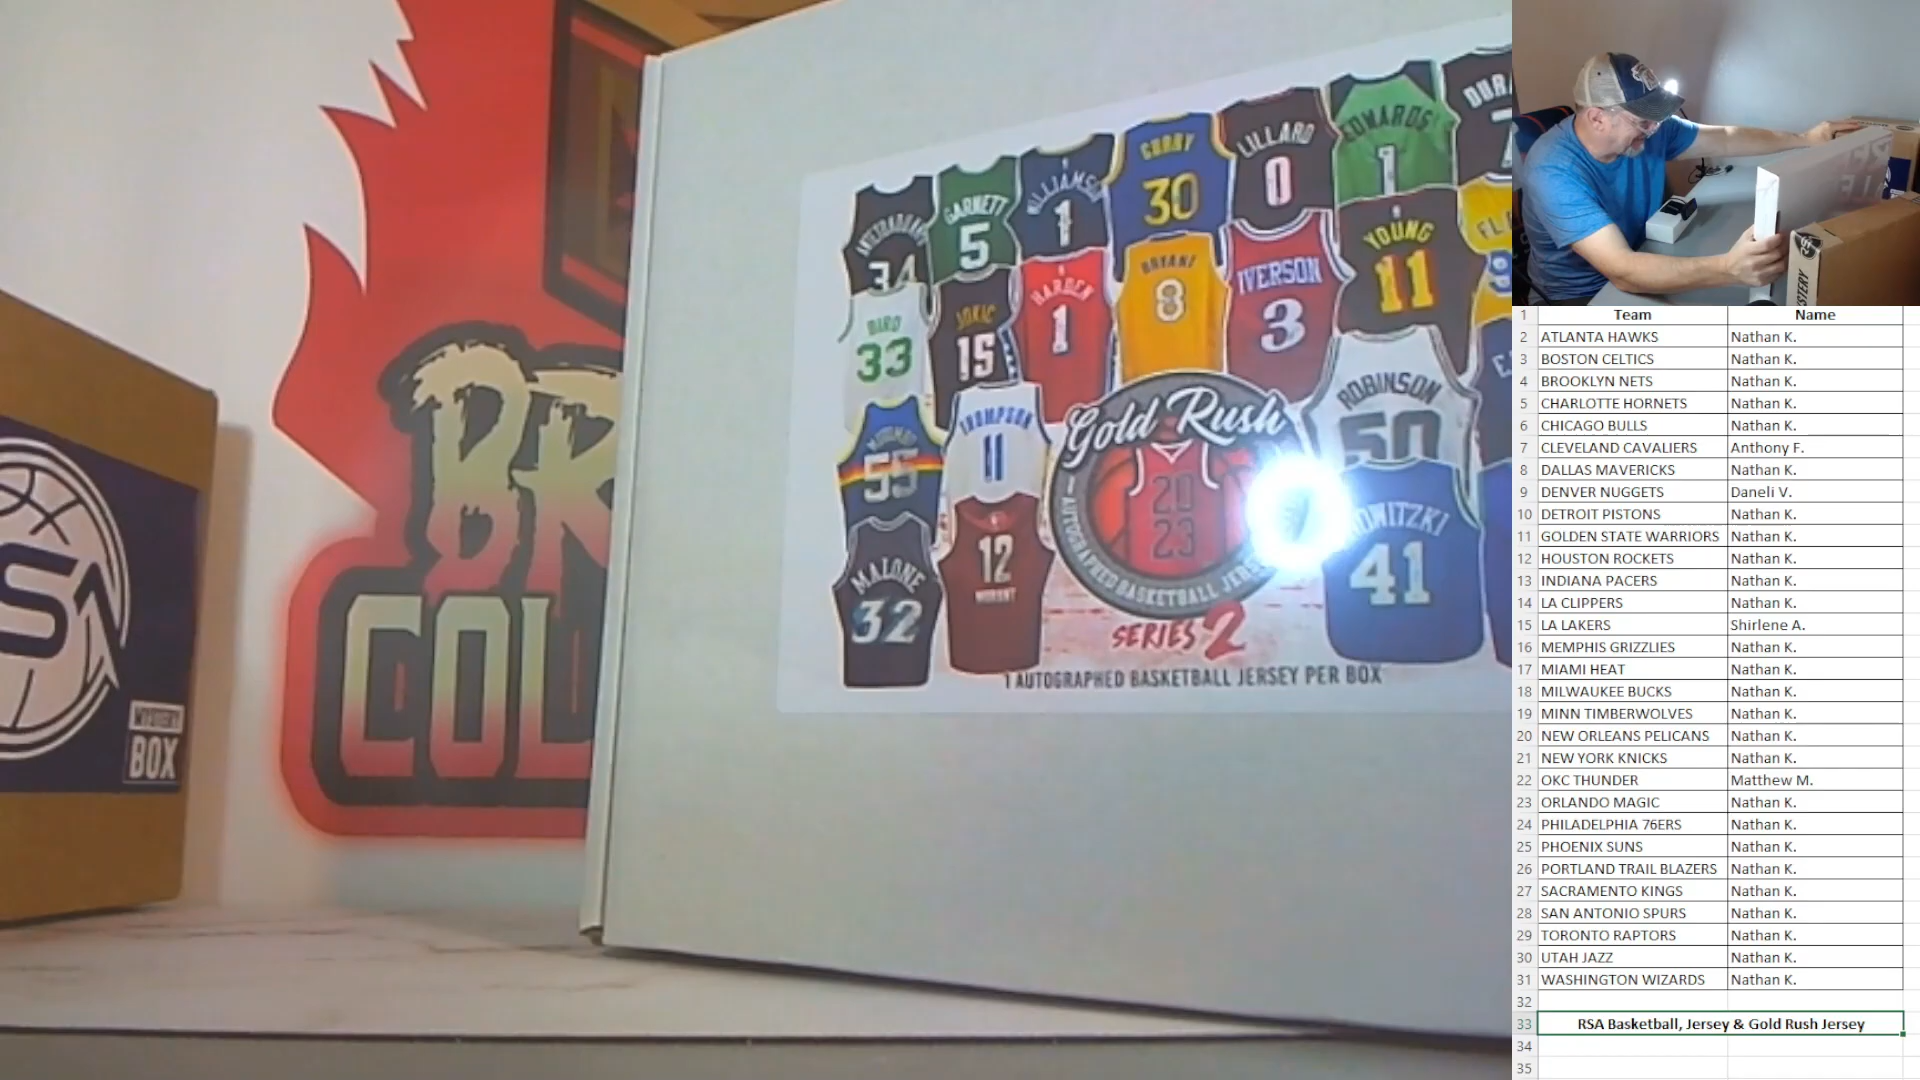 GARNETT
5
WILLIAMSON
1
CURRY
30
LILLARD
0
EDWARDS
1
BIRD
33
JOKIC
15
HARDEN
1
BRYANT
8
IVERSON
3
YOUNG
11
ROBINSON
50
55
THOMPSON
11
MALONE
32
12
MORANT
41
Gold Rush
20
23
1 AUTOGRAPHED BASKETBALL
SERIES 2
1 AUTOGRAPHED BASKETBALL JERSEY PER BOX
MYSTERY
BOX
1 Team Name
2 ATLANTA HAWKS Nathan K.
3 BOSTON CELTICS Nathan K.
4 BROOKLYN NETS Nathan K.
5 CHARLOTTE HORNETS Nathan K.
6 CHICAGO BULLS Nathan K.
7 CLEVELAND CAVALIERS Anthony F.
8 DALLAS MAVERICKS Nathan K.
9 DENVER NUGGETS Daneli V.
10 DETROIT PISTONS Nathan K.
11 GOLDEN STATE WARRIORS Nathan K.
12 HOUSTON ROCKETS Nathan K.
13 INDIANA PACERS Nathan K.
14 LA CLIPPERS Nathan K.
15 LA LAKERS Shirlene A.
16 MEMPHIS GRIZZLIES Nathan K.
17 MIAMI HEAT Nathan K.
18 MILWAUKEE BUCKS Nathan K.
19 MINN TIMBERWOLVES Nathan K.
20 NEW ORLEANS PELICANS Nathan K.
21 NEW YORK KNICKS Nathan K.
22 OKC THUNDER Matthew M.
23 ORLANDO MAGIC Nathan K.
24 PHILADELPHIA 76ERS Nathan K.
25 PHOENIX SUNS Nathan K.
26 PORTLAND TRAIL BLAZERS Nathan K.
27 SACRAMENTO KINGS Nathan K.
28 SAN ANTONIO SPURS Nathan K.
29 TORONTO RAPTORS Nathan K.
30 UTAH JAZZ Nathan K.
31 WASHINGTON WIZARDS Nathan K.
32
33 RSA Basketball, Jersey & Gold Rush Jersey
34
35